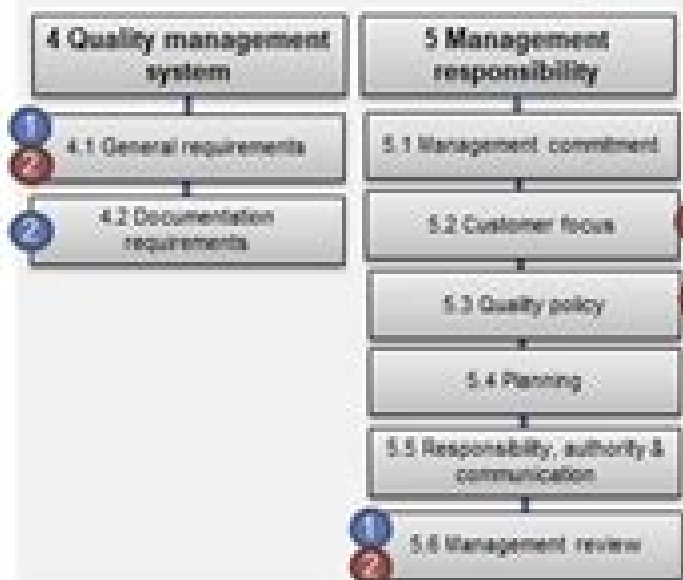 4 Quality management
system
1
2
4.1 General requirements
2
4.2 Documentation
requirements
5 Management
responsibility
5.1 Management commitment
5.2 Customer focus
5.3 Quality policy
5.4 Planning
5.5 Responsibility, authority &
communication
1
2
5.6 Management review